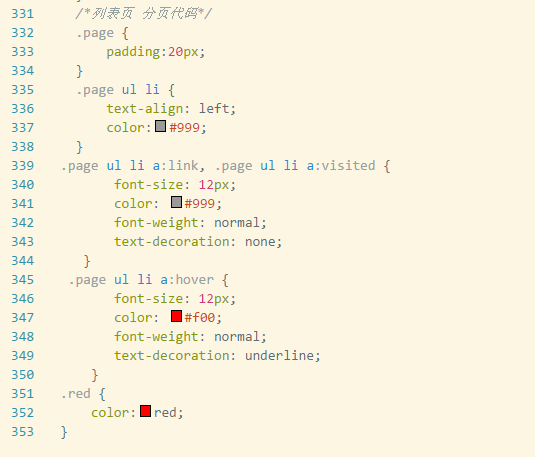 331 /*列表页 分页代码*/
332 .page {
333 padding:20px;
334 }
335 .page ul li {
336 text-align: left;
337 color:#999;
338 }
339 .page ul li a:link, .page ul li a:visited {
340 font-size: 12px;
341 color: #999;
342 font-weight: normal;
343 text-decoration: none;
344 }
345 .page ul li a:hover {
346 font-size: 12px;
347 color: #f00;
348 font-weight: normal;
349 text-decoration: underline;
350 }
351 .red {
352 color:red;
353 }